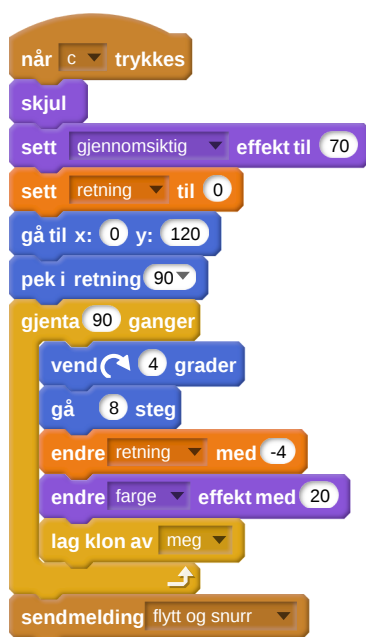 når c trykkes
skjul
sett gjennomsiktig effekt til 70
sett retning til 0
gå til x: 0 y: 120
pek i retning 90
gjenta 90 ganger
vend 4 grader
gå 8 steg
endre retning med -4
endre farge effekt med 20
lag klon av meg
sendmelding flytt og snurr